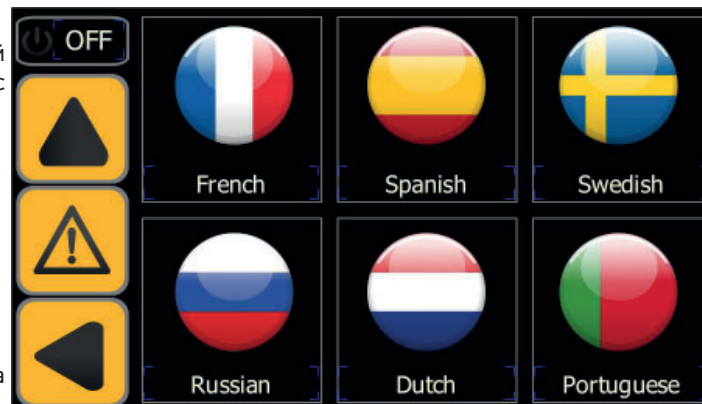 OFF
й
с
French
Spanish
Swedish
Russian
Dutch
Portuguese
а